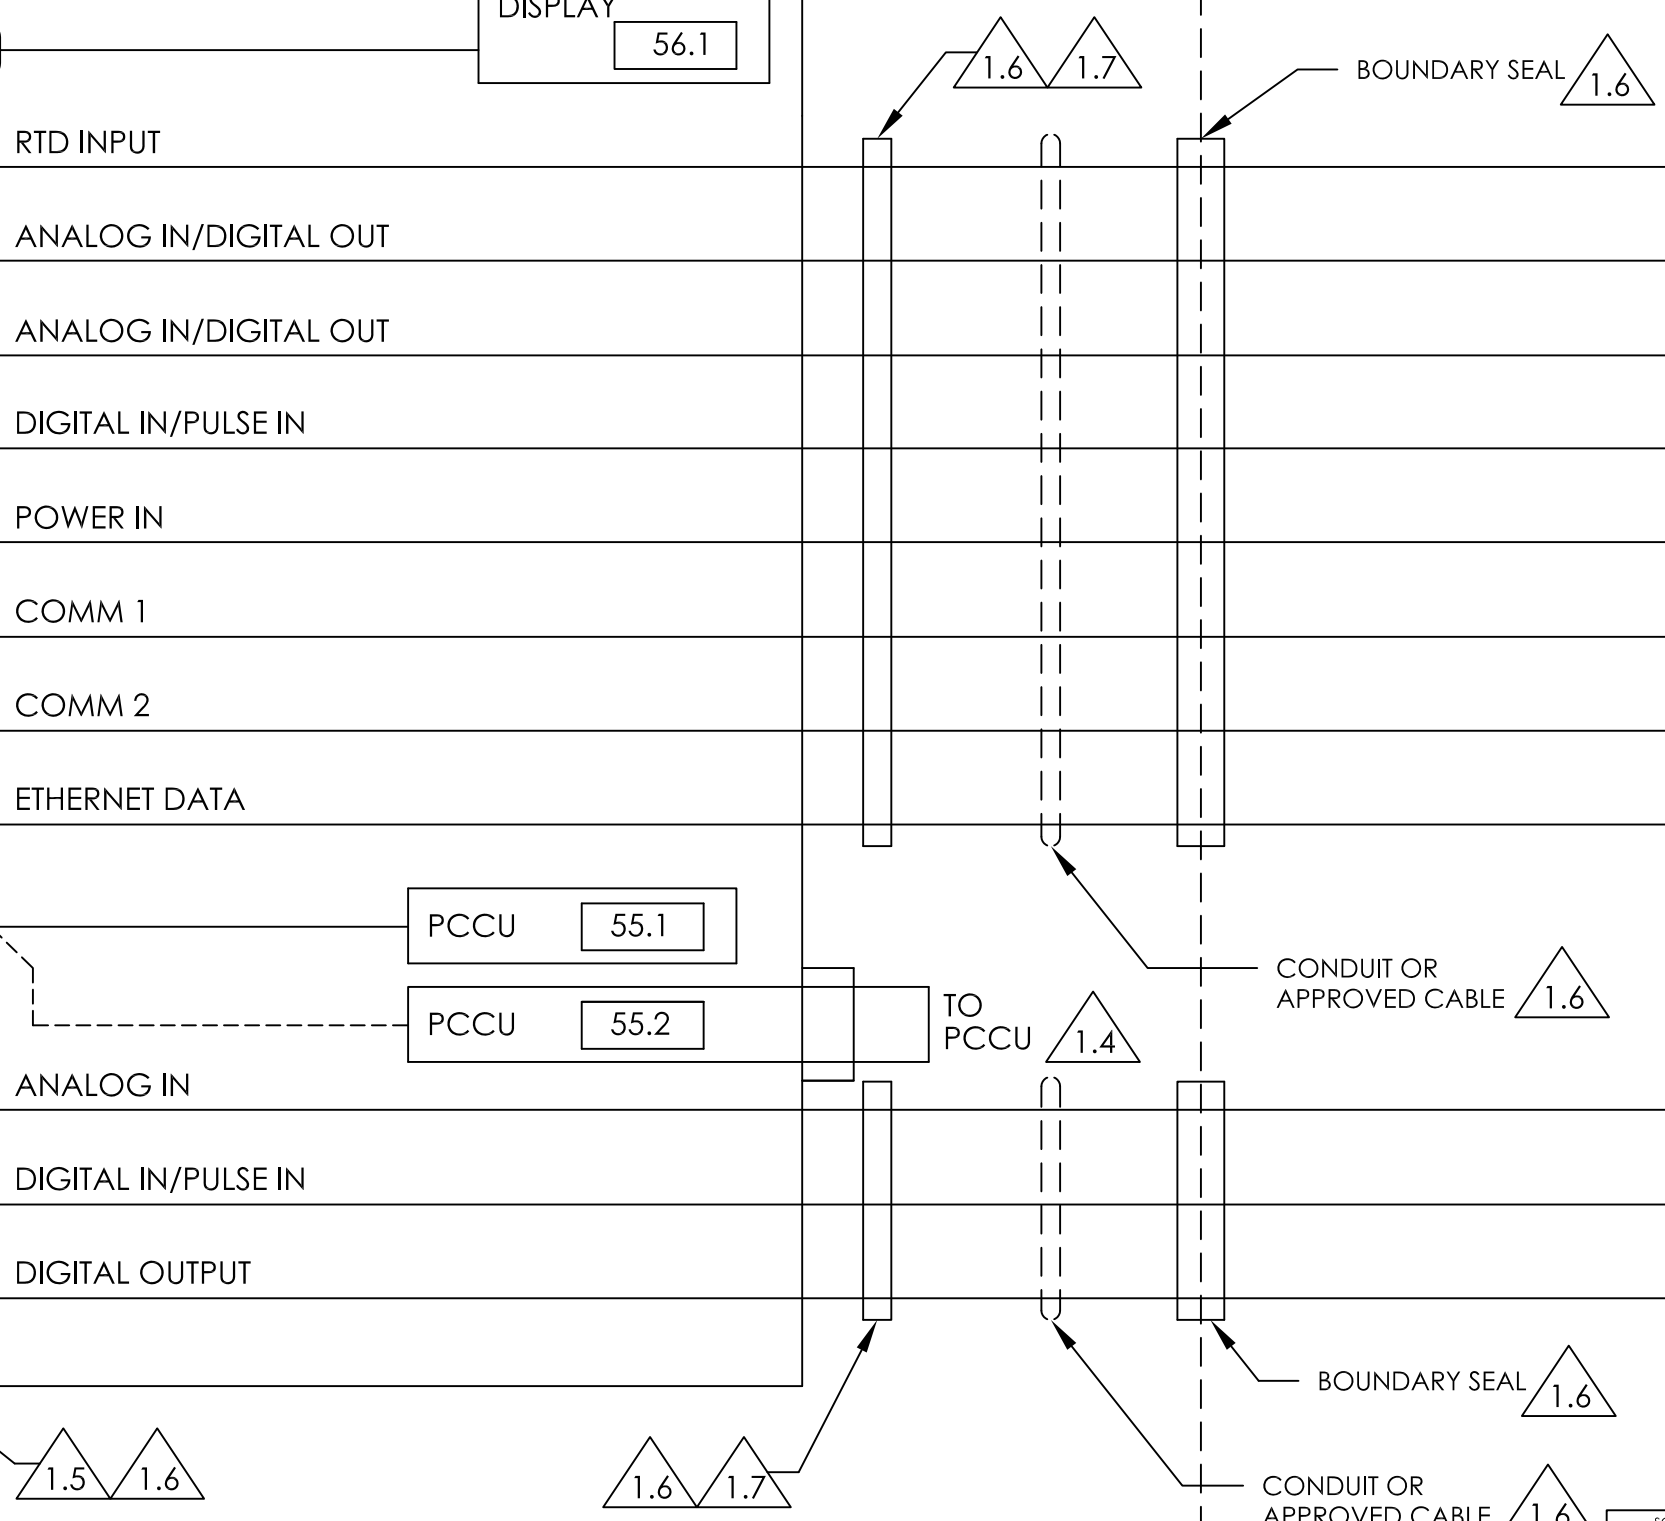 DISPLAY
56.1
1.6 1.7
BOUNDARY SEAL 1.6
RTD INPUT
ANALOG IN/DIGITAL OUT
ANALOG IN/DIGITAL OUT
DIGITAL IN/PULSE IN
POWER IN
COMM 1
COMM 2
ETHERNET DATA
PCCU 55.1
CONDUIT OR
APPROVED CABLE 1.6
PCCU 55.2
TO
PCCU 1.4
ANALOG IN
DIGITAL IN/PULSE IN
DIGITAL OUTPUT
BOUNDARY SEAL 1.6
1.5 1.6
1.6 1.7
CONDUIT OR
APPROVED CABLE 1.6